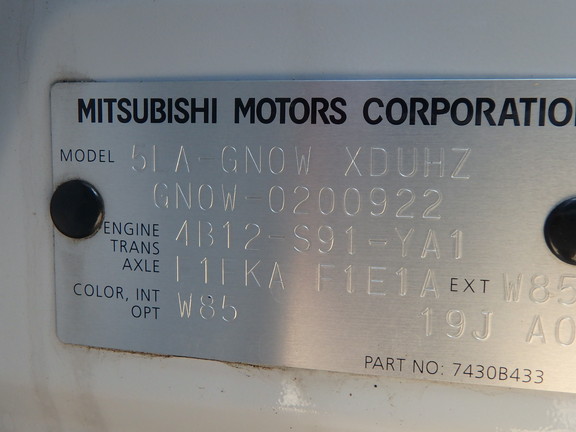 MITSUBISHI MOTORS CORPORATIO
MODEL 5LA-GN0W XDUHZ
GN0W-0200922
ENGINE 4B12-S91-YA1
TRANS
AXLE F1FKA F1E1A EXT W85
COLOR, INT W85
OPT 19J A0
PART NO: 7430B433